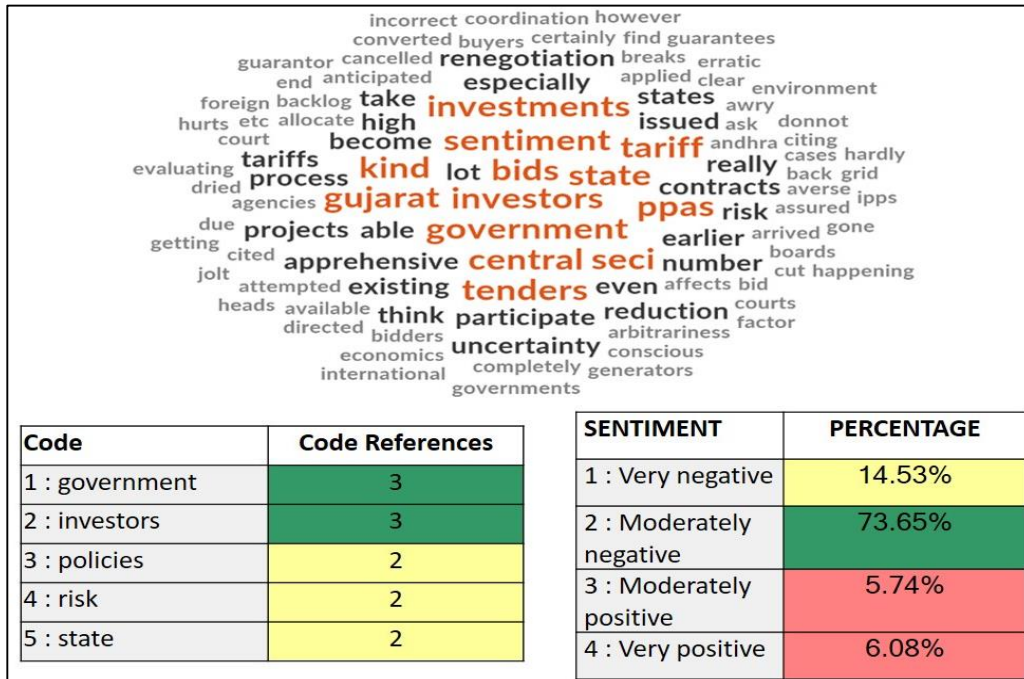 incorrect coordination however
converted buyers certainly find guarantees
guarantor cancelled renegotiation breaks erratic
end anticipated especially applied clear environment
foreign backlog take investments states awry
hurts etc allocate high issued ask donnot
court become sentiment tariff andhra citing
evaluating tariffs kind lot bids state really cases hardly
dried process contracts back grid averse
agencies gujarat investors ppas risk assured ipps
due projects able government earlier arrived gone
getting cited apprehensive central seci number boards
jolt attempted existing tenders even affects bid cut happening
heads available think participate reduction courts
directed bidders uncertainty arbitrariness factor
economics completely conscious
international generators
governments
Code Code References
1 : government 3
2 : investors 3
3 : policies 2
4 : risk 2
5 : state 2
SENTIMENT PERCENTAGE
1 : Very negative 14.53%
2 : Moderately 73.65%
negative
3 : Moderately 5.74%
positive
4 : Very positive 6.08%